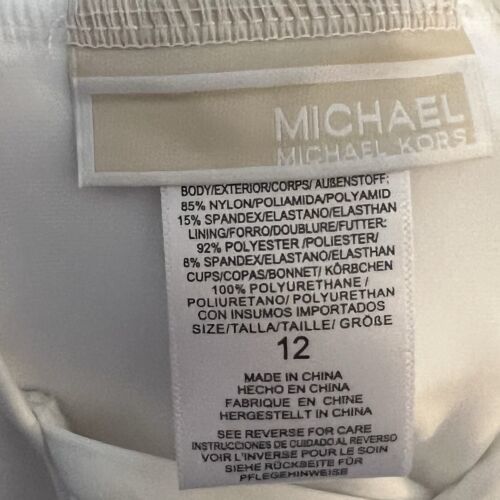 MICHAEL
MICHAEL KORS
BODY/EXTERIOR/CORPS/ AUßENSTOFF:
85% NYLON/POLIAMIDA/POLYAMID
15% SPANDEX/ELASTANO/ELASTHAN
LINING/FORRO/DOUBLURE/FUTTER:
92% POLYESTER /POLIESTER/
8% SPANDEX/ELASTANO/ELASTHAN
CUPS/COPAS/BONNET/ KÖRBCHEN
100% POLYURETHANE /
POLIURETANO/ POLYURETHAN
CON INSUMOS IMPORTADOS
SIZE/TALLA/TAILLE/ GRÖßE
12
MADE IN CHINA
HECHO EN CHINA
FABRIQUE EN CHINE
HERGESTELLT IN CHINA
SEE REVERSE FOR CARE
INSTRUCCIONES DE CUIDADO AL REVERSO
VOIR L'INVERSE POUR LE SOIN
SIEHE RÜCKSEITE FÜR
PFLEGEHINWEISE